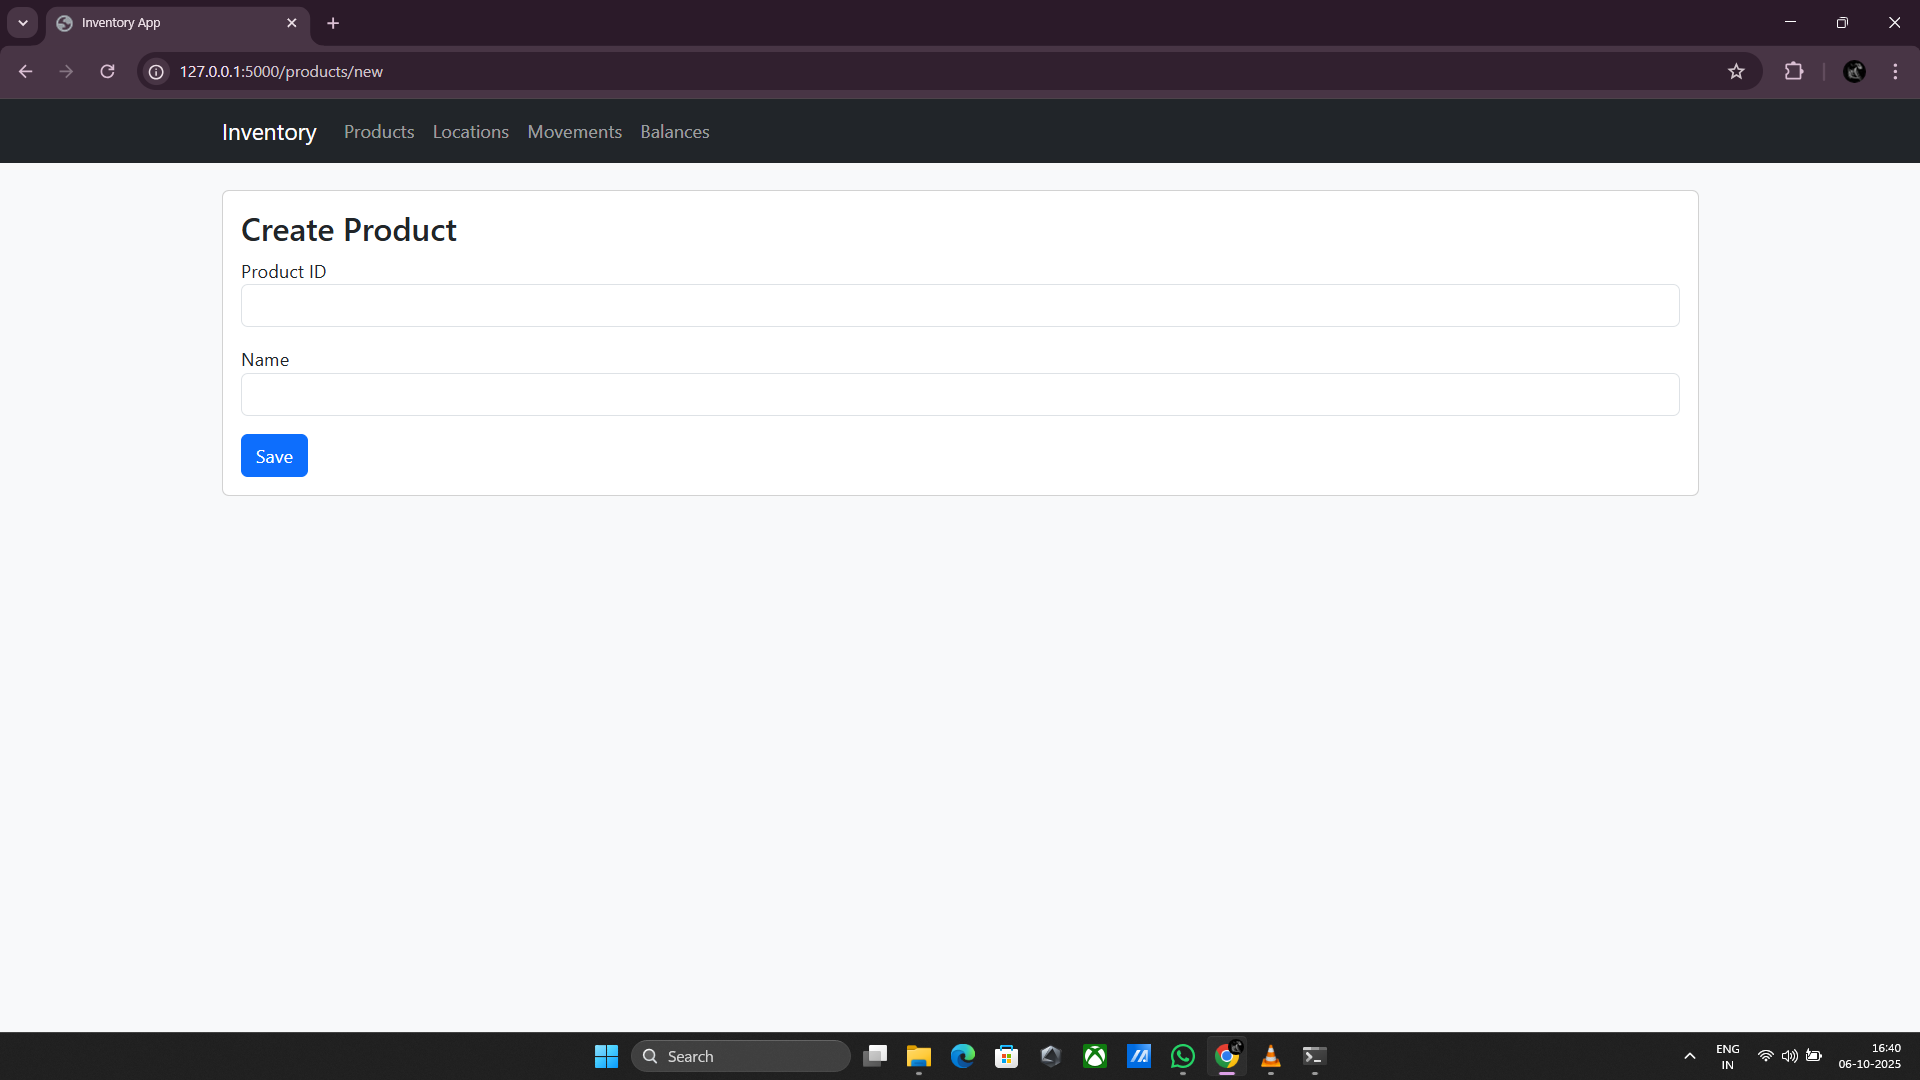 Inventory App
127.0.0.1:5000/products/new
Inventory Products Locations Movements Balances
Create Product
Product ID
Name
Save
Search
ENG
IN
16:40
06-10-2025